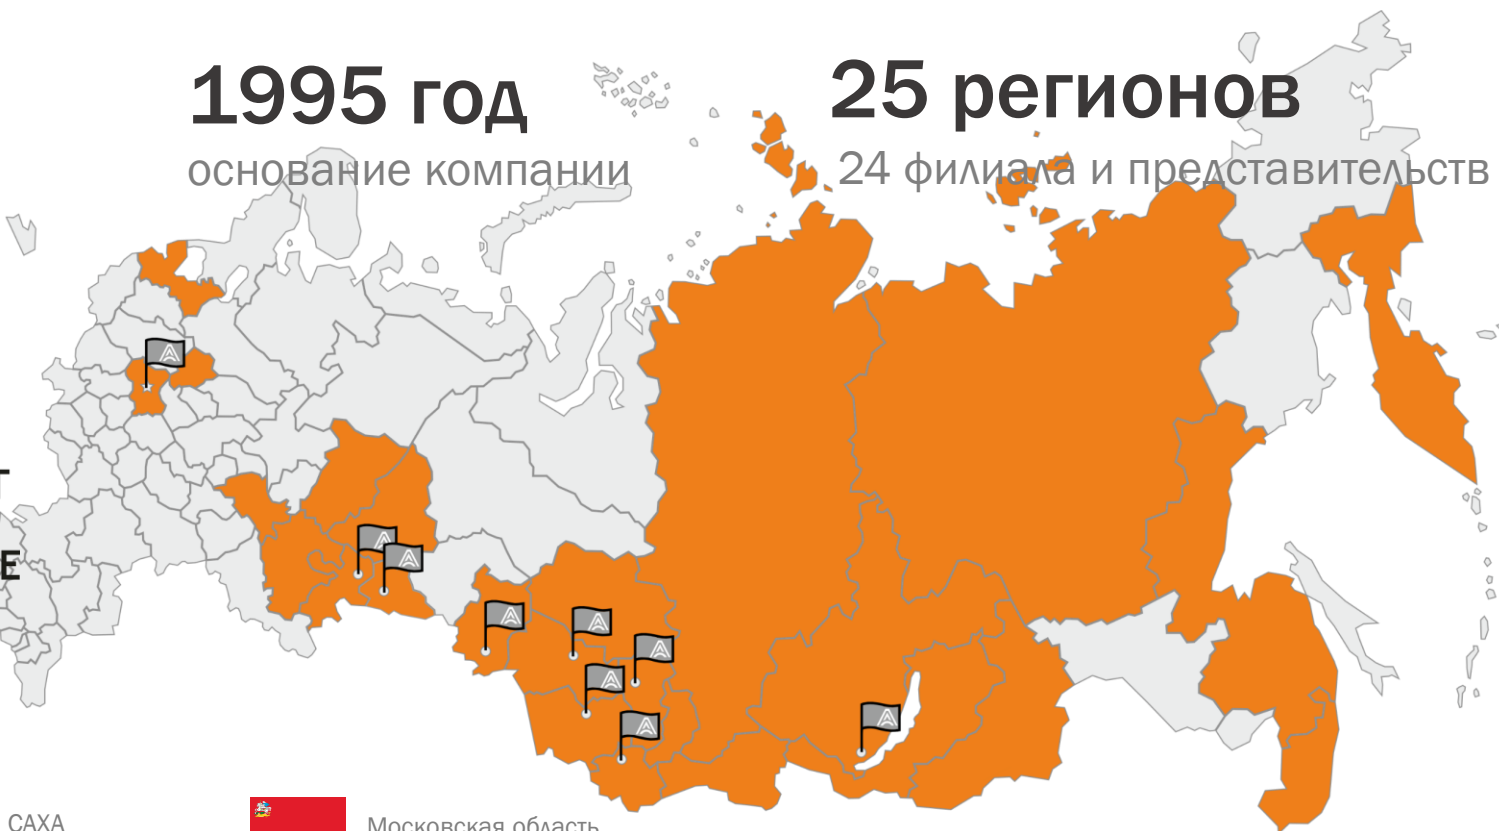 1995 год
основание компании
25 регионов
24 филиала и представительств
Т
Е
САХА
Московская область